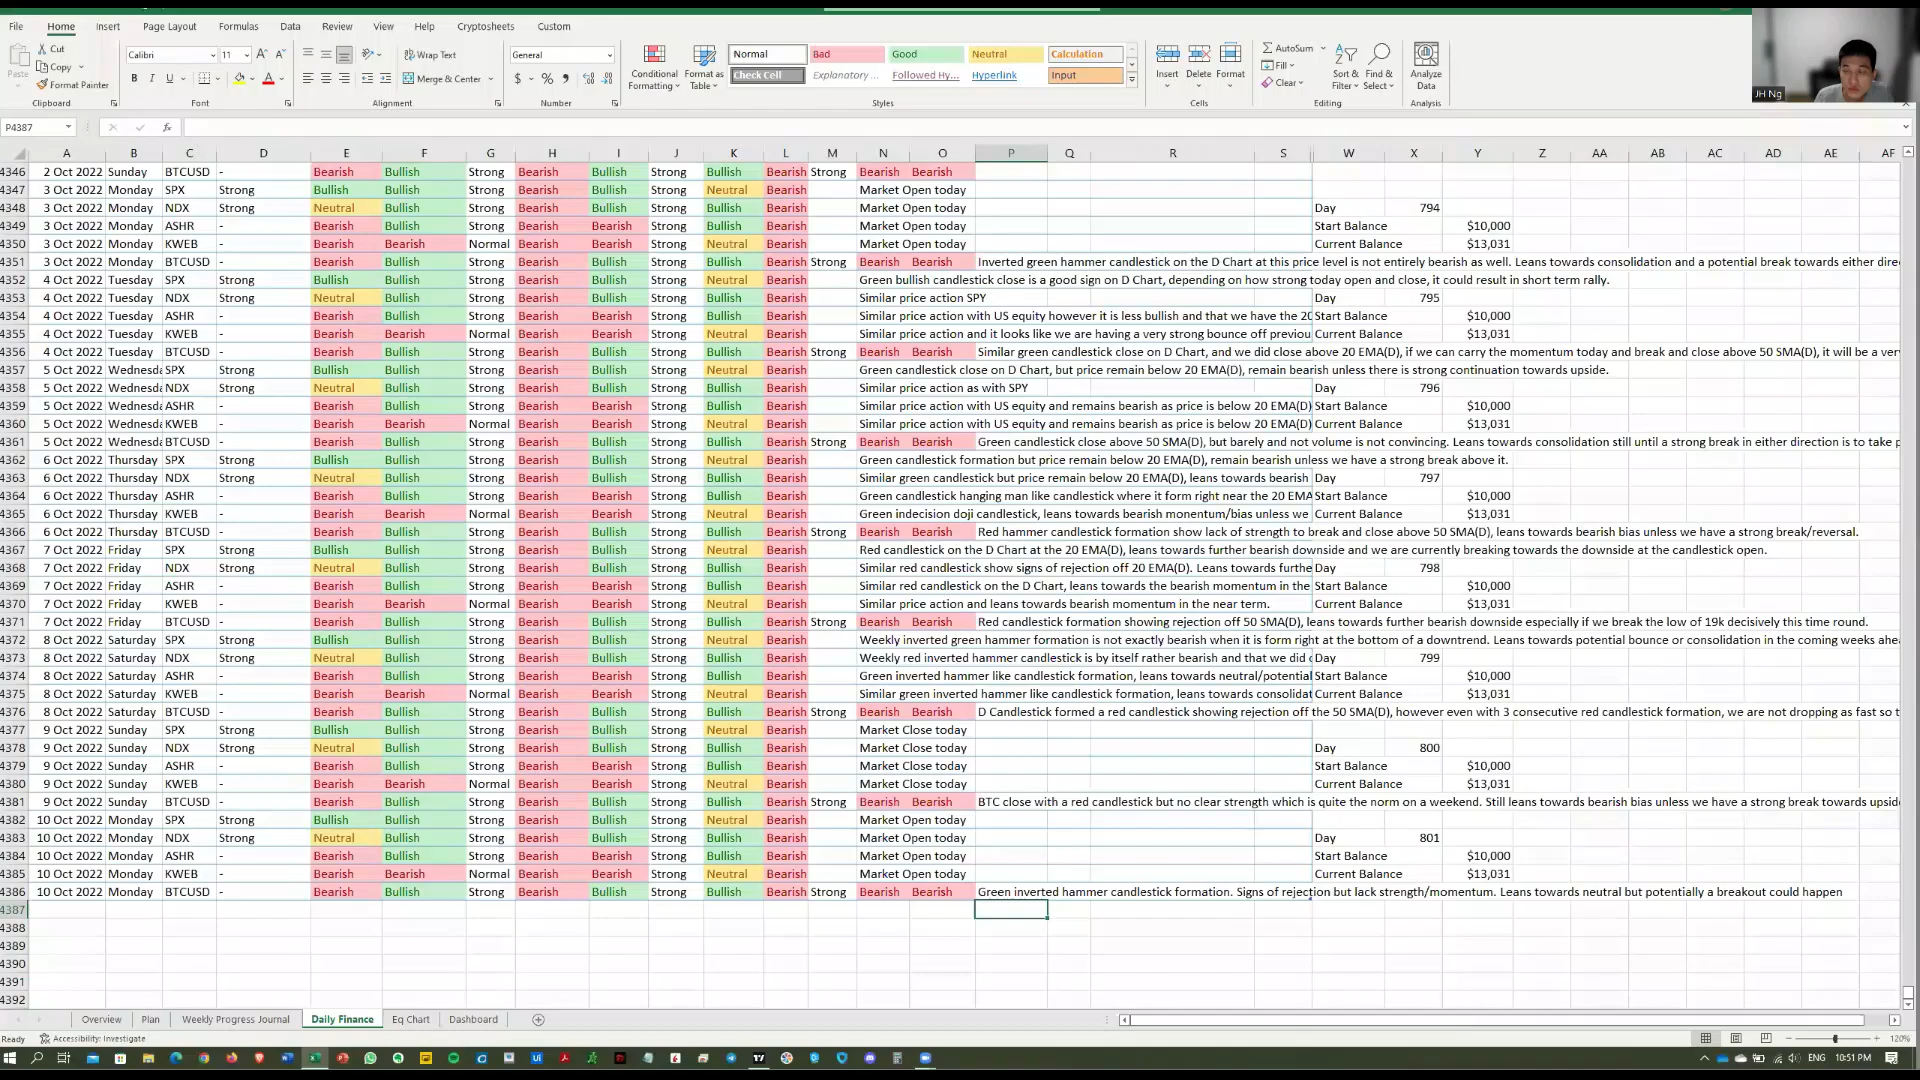 File Home Insert Page Layout Formulas Data Review View Help Cryptosheets Custom
Paste Cut Copy Format Painter Clipboard
Calibri 11 Font
Wrap Text Merge & Center Alignment
General Number
Conditional Formatting Format as Table
Normal Bad Good Neutral Calculation
Check Cell Explanatory... Followed Hy... Hyperlink Input
Styles
Insert Delete Format Cells
AutoSum Fill Clear Sort & Filter Find & Select Editing
Analyze Data Analysis
JH Ng
P4387
A B C D E F G H I J K L M N O P Q R S W X Y Z AA AB AC AD AE AF
4346 2 Oct 2022 Sunday BTCUSD - Bearish Bullish Strong Bearish Bullish Strong Bullish Bearish Strong Bearish Bearish
4347 3 Oct 2022 Monday SPX Strong Bullish Bullish Strong Bearish Bullish Strong Neutral Bearish Market Open today
4348 3 Oct 2022 Monday NDX Strong Neutral Bullish Strong Bearish Bullish Strong Bullish Bearish Market Open today Day 794
4349 3 Oct 2022 Monday ASHR - Bearish Bullish Strong Bearish Bearish Strong Bullish Bearish Market Open today Start Balance $10,000
4350 3 Oct 2022 Monday KWEB - Bearish Bearish Normal Bearish Bullish Strong Neutral Bearish Market Open today Current Balance $13,031
4351 3 Oct 2022 Monday BTCUSD - Bearish Bullish Strong Bearish Bullish Strong Bullish Bearish Strong Bearish Bearish Inverted green hammer candlestick on the D Chart at this price level is not entirely bearish as well. Leans towards consolidation and a potential break towards either dire
4352 4 Oct 2022 Tuesday SPX Strong Bullish Bullish Strong Bearish Bullish Strong Neutral Bearish Green bullish candlestick close is a good sign on D Chart, depending on how strong today open and close, it could result in short term rally.
4353 4 Oct 2022 Tuesday NDX Strong Neutral Bullish Strong Bearish Bullish Strong Bullish Bearish Similar price action SPY Day 795
4354 4 Oct 2022 Tuesday ASHR - Bearish Bullish Strong Bearish Bearish Strong Bullish Bearish Similar price action with US equity however it is less bullish and that we have the 20 Start Balance $10,000
4355 4 Oct 2022 Tuesday KWEB - Bearish Bearish Normal Bearish Bullish Strong Neutral Bearish Similar price action and it looks like we are having a very strong bounce off previou Current Balance $13,031
4356 4 Oct 2022 Tuesday BTCUSD - Bearish Bullish Strong Bearish Bullish Strong Bullish Bearish Strong Bearish Bearish Similar green candlestick close on D Chart, and we did close above 20 EMA(D), if we can carry the momentum today and break and close above 50 SMA(D), it will be a ver
4357 5 Oct 2022 Wednesda SPX Strong Bullish Bullish Strong Bearish Bullish Strong Neutral Bearish Green candlestick close on D Chart, but price remain below 20 EMA(D), remain bearish unless there is strong continuation towards upside.
4358 5 Oct 2022 Wednesda NDX Strong Neutral Bullish Strong Bearish Bullish Strong Bullish Bearish Similar price action as with SPY Day 796
4359 5 Oct 2022 Wednesda ASHR - Bearish Bullish Strong Bearish Bearish Strong Bullish Bearish Similar price action with US equity and remains bearish as price is below 20 EMA(D) Start Balance $10,000
4360 5 Oct 2022 Wednesda KWEB - Bearish Bearish Normal Bearish Bullish Strong Neutral Bearish Similar price action with US equity and remains bearish as price is below 20 EMA(D) Current Balance $13,031
4361 5 Oct 2022 Wednesda BTCUSD - Bearish Bullish Strong Bearish Bullish Strong Bullish Bearish Strong Bearish Bearish Green candlestick close above 50 SMA(D), but barely and not volume is not convincing. Leans towards consolidation still until a strong break in either direction is to take p
4362 6 Oct 2022 Thursday SPX Strong Bullish Bullish Strong Bearish Bullish Strong Neutral Bearish Green candlestick formation but price remain below 20 EMA(D), remain bearish unless we have a strong break above it.
4363 6 Oct 2022 Thursday NDX Strong Neutral Bullish Strong Bearish Bullish Strong Bullish Bearish Similar green candlestick but price remain below 20 EMA(D), leans towards bearish Day 797
4364 6 Oct 2022 Thursday ASHR - Bearish Bullish Strong Bearish Bearish Strong Bullish Bearish Green candlestick hanging man like candlestick where it form right near the 20 EMA Start Balance $10,000
4365 6 Oct 2022 Thursday KWEB - Bearish Bearish Normal Bearish Bullish Strong Neutral Bearish Green indecision doji candlestick, leans towards bearish monentum/bias unless we Current Balance $13,031
4366 6 Oct 2022 Thursday BTCUSD - Bearish Bullish Strong Bearish Bullish Strong Bullish Bearish Strong Bearish Bearish Red hammer candlestick formation show lack of strength to break and close above 50 SMA(D), leans towards bearish bias unless we have a strong break/reversal.
4367 7 Oct 2022 Friday SPX Strong Bullish Bullish Strong Bearish Bullish Strong Neutral Bearish Red candlestick on the D Chart at the 20 EMA(D), leans towards further bearish downside and we are currently breaking towards the downside at the candlestick open.
4368 7 Oct 2022 Friday NDX Strong Neutral Bullish Strong Bearish Bullish Strong Bullish Bearish Similar red candlestick show signs of rejection off 20 EMA(D). Leans towards furthe Day 798
4369 7 Oct 2022 Friday ASHR - Bearish Bullish Strong Bearish Bearish Strong Bullish Bearish Similar red candlestick on the D Chart, leans towards the bearish momentum in the Start Balance $10,000
4370 7 Oct 2022 Friday KWEB - Bearish Bearish Normal Bearish Bullish Strong Neutral Bearish Similar price action and leans towards bearish momentum in the near term. Current Balance $13,031
4371 7 Oct 2022 Friday BTCUSD - Bearish Bullish Strong Bearish Bullish Strong Bullish Bearish Strong Bearish Bearish Red candlestick formation showing rejection off 50 SMA(D), leans towards further bearish downside especially if we break the low of 19k decisively this time round.
4372 8 Oct 2022 Saturday SPX Strong Bullish Bullish Strong Bearish Bullish Strong Neutral Bearish Weekly inverted green hammer formation is not exactly bearish when it is form right at the bottom of a downtrend. Leans towards potential bounce or consolidation in the coming weeks ahea
4373 8 Oct 2022 Saturday NDX Strong Neutral Bullish Strong Bearish Bullish Strong Bullish Bearish Weekly red inverted hammer candlestick is by itself rather bearish and that we did c Day 799
4374 8 Oct 2022 Saturday ASHR - Bearish Bullish Strong Bearish Bearish Strong Bullish Bearish Green inverted hammer like candlestick formation, leans towards neutral/potential Start Balance $10,000
4375 8 Oct 2022 Saturday KWEB - Bearish Bearish Normal Bearish Bullish Strong Neutral Bearish Similar green inverted hammer like candlestick formation, leans towards consolidat Current Balance $13,031
4376 8 Oct 2022 Saturday BTCUSD - Bearish Bullish Strong Bearish Bullish Strong Bullish Bearish Strong Bearish Bearish D Candlestick formed a red candlestick showing rejection off the 50 SMA(D), however even with 3 consecutive red candlestick formation, we are not dropping as fast so t
4377 9 Oct 2022 Sunday SPX Strong Bullish Bullish Strong Bearish Bullish Strong Neutral Bearish Market Close today
4378 9 Oct 2022 Sunday NDX Strong Neutral Bullish Strong Bearish Bullish Strong Bullish Bearish Market Close today Day 800
4379 9 Oct 2022 Sunday ASHR - Bearish Bullish Strong Bearish Bearish Strong Bullish Bearish Market Close today Start Balance $10,000
4380 9 Oct 2022 Sunday KWEB - Bearish Bearish Normal Bearish Bullish Strong Neutral Bearish Market Close today Current Balance $13,031
4381 9 Oct 2022 Sunday BTCUSD - Bearish Bullish Strong Bearish Bullish Strong Bullish Bearish Strong Bearish Bearish BTC close with a red candlestick but no clear strength which is quite the norm on a weekend. Still leans towards bearish bias unless we have a strong break towards upside
4382 10 Oct 2022 Monday SPX Strong Bullish Bullish Strong Bearish Bullish Strong Neutral Bearish Market Open today
4383 10 Oct 2022 Monday NDX Strong Neutral Bullish Strong Bearish Bullish Strong Bullish Bearish Market Open today Day 801
4384 10 Oct 2022 Monday ASHR - Bearish Bullish Strong Bearish Bearish Strong Bullish Bearish Market Open today Start Balance $10,000
4385 10 Oct 2022 Monday KWEB - Bearish Bearish Normal Bearish Bullish Strong Neutral Bearish Market Open today Current Balance $13,031
4386 10 Oct 2022 Monday BTCUSD - Bearish Bullish Strong Bearish Bullish Strong Bullish Bearish Strong Bearish Bearish Green inverted hammer candlestick formation. Signs of rejection but lack strength/momentum. Leans towards neutral but potentially a breakout could happen
4387
4388
4389
4390
4391
4392
Overview Plan Weekly Progress Journal Daily Finance Eq Chart Dashboard
Ready Accessibility: Investigate 120%
ENG 10:51 PM